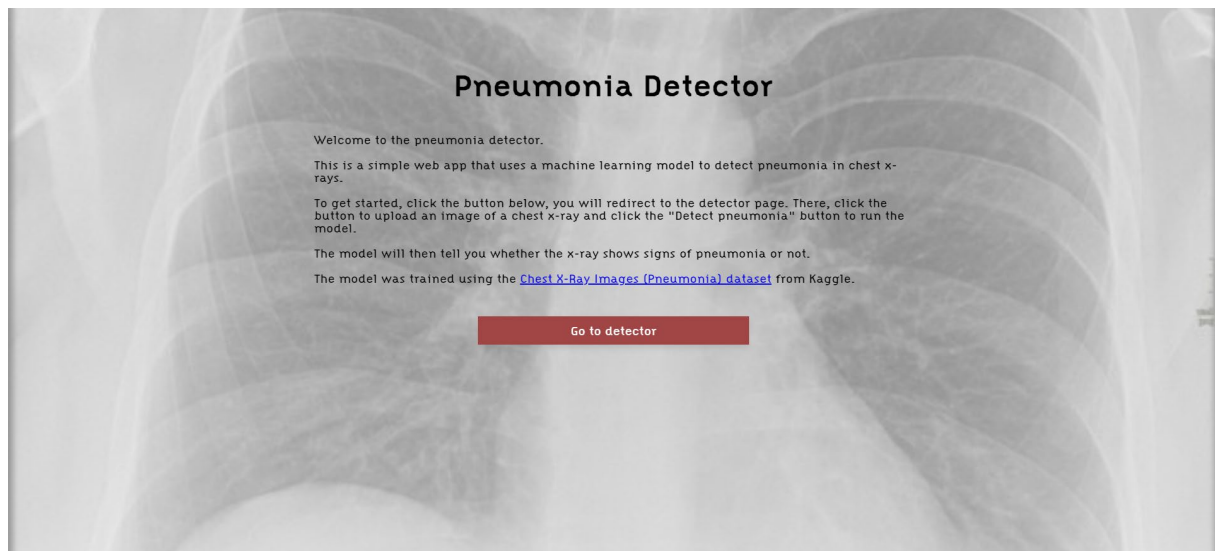 Pneumonia Detector
Welcome to the pneumonia detector.
This is a simple web app that uses a machine learning model to detect pneumonia in chest x-
rays.
To get started, click the button below, you will redirect to the detector page. There, click the
button to upload an image of a chest x-ray and click the "Detect pneumonia" button to run the
model.
The model will then tell you whether the x-ray shows signs of pneumonia or not.
The model was trained using the Chest X-Ray Images (Pneumonia) dataset from Kaggle.
Go to detector